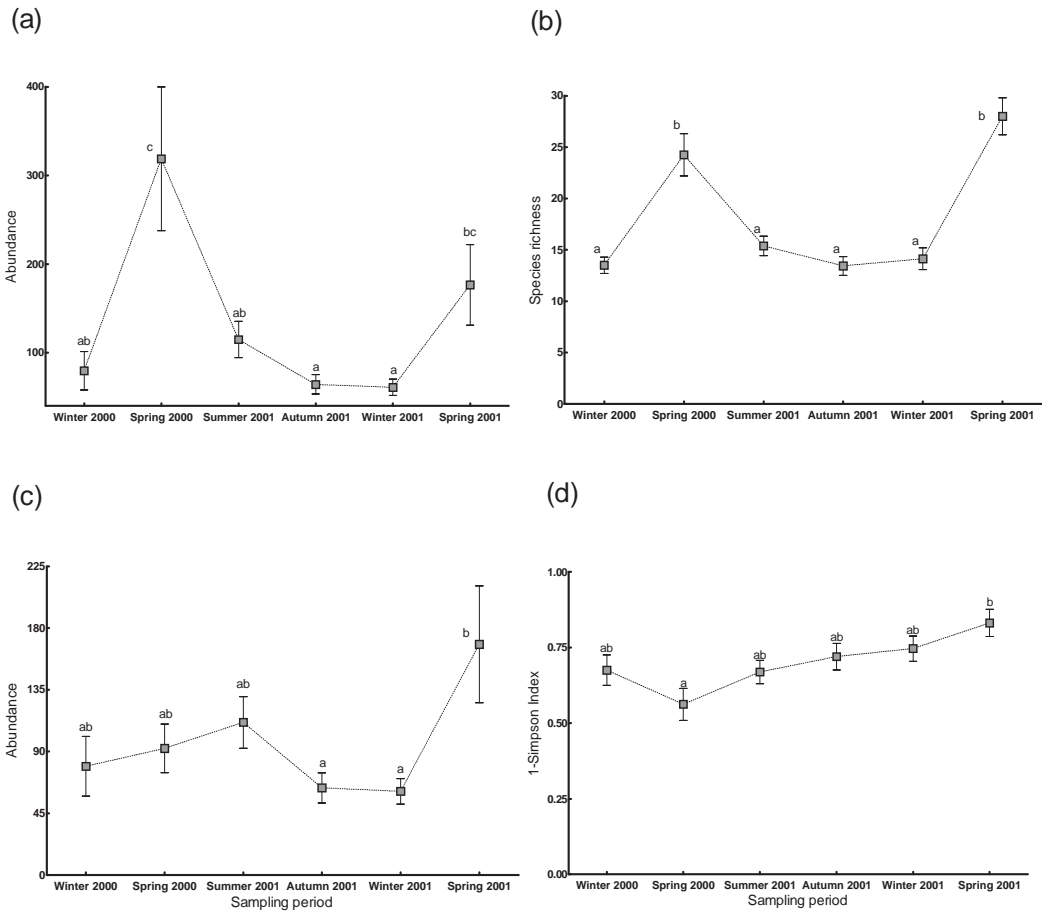 (a)
400
300
200
100
Abundance
ab
c
ab
a
a
bc
Winter 2000 Spring 2000 Summer 2001 Autumn 2001 Winter 2001 Spring 2001
(b)
30
25
20
15
10
5
0
Species richness
a
b
a
a
a
b
Winter 2000 Spring 2000 Summer 2001 Autumn 2001 Winter 2001 Spring 2001
(c)
225
180
135
90
45
0
Abundance
ab
ab
ab
a
a
b
Winter 2000 Spring 2000 Summer 2001 Autumn 2001 Winter 2001 Spring 2001
Sampling period
(d)
1.00
0.75
0.50
0.25
0.00
1-Simpson Index
ab
a
ab
ab
ab
b
Winter 2000 Spring 2000 Summer 2001 Autumn 2001 Winter 2001 Spring 2001
Sampling period